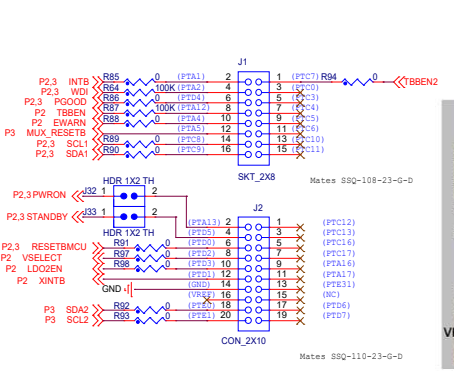 J1
P2,3 INTB R85 0 (PTA1) 2 1 (PTC7) R94 0 TBBEN2
P2,3 WDI R64 100K (PTA2) 4 3 (PTC0)
P2,3 PGOOD R86 0 (PTD4) 6 5 (PTC3)
P2 TBBEN R87 100K (PTA12) 8 7 (PTC4)
P2 EWARN R88 0 (PTA4) 10 9 (PTC5)
P3 MUX_RESETB (PTA5) 12 11 (PTC6)
P2,3 SCL1 R89 0 (PTC8) 14 13 (PTC10)
P2,3 SDA1 R90 0 (PTC9) 16 15 (PTC11)
SKT_2X8
Mates SSQ-108-23-G-D
HDR 1X2 TH
P2,3 PWRON J32 1 2
P2,3 STANDBY J33 1 2
HDR 1X2 TH
J2
(PTA13) 2 1 (PTC12)
(PTD5) 4 3 (PTC13)
P2,3 RESETBMCU R91 0 (PTD0) 6 5 (PTC16)
P2 VSELECT R97 0 (PTD2) 8 7 (PTC17)
P2 LDO2EN R98 0 (PTD3) 10 9 (PTA16)
P2 XINTB (PTD1) 12 11 (PTA17)
GND (GND) 14 13 (PTE31)
(VREF) 16 15 (NC)
P3 SDA2 R92 0 (PTE0) 18 17 (PTD6)
P3 SCL2 R93 0 (PTE1) 20 19 (PTD7)
CON_2X10
Mates SSQ-110-23-G-D